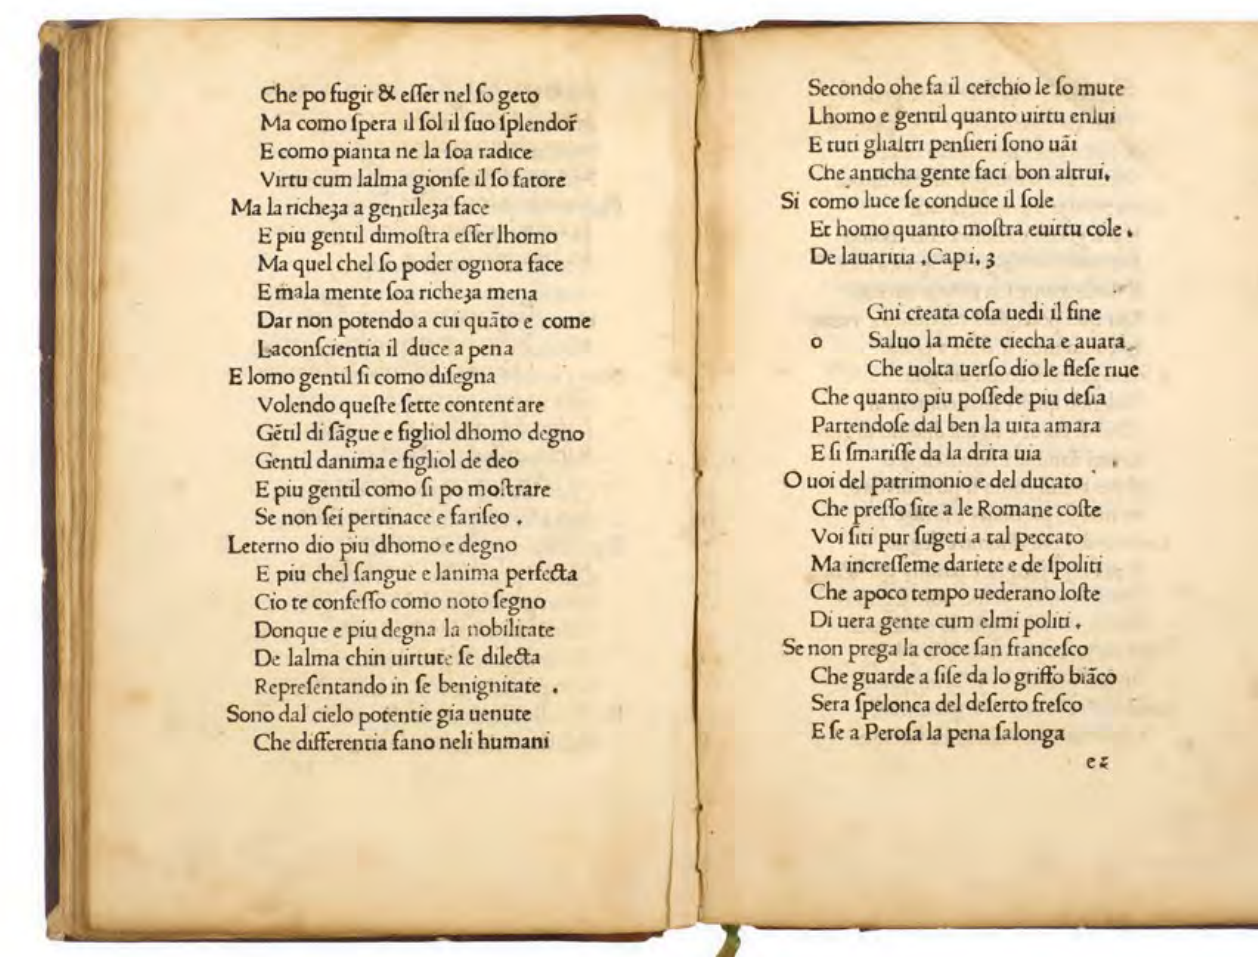 Che po fugir & eſſer nel ſo geto
Ma como ſpera il ſol il ſuo ſplendor̃
E como pianta ne la ſoa radice
Virtu cum lalma gionſe il ſo fatore
Ma la richeza a gentileza face
E piu gentil dimoſtra eſſer lhomo
Ma quel chel ſo poder ognora face
E mala mente ſoa richeza mena
Dar non potendo a cui quãto e come
Laconſcientia il duce a pena
E lomo gentil ſi como diſegna
Volendo queſte ſette content are
Gẽtil di ſãgue e figliol dhomo degno
Gentil danima e figliol de deo
E piu gentil como ſi po moſtrare
Se non ſei pertinace e fariſeo .
Leterno dio piu dhomo e degno
E piu chel ſangue e lanima perfecta
Cio te confeſſo como noto ſegno
Donque e piu degna la nobilitate
De lalma chin uirtute ſe dilecta
Repreſentando in ſe benignitate .
Sono dal cielo potentie gia uenute
Che differentia fano neli humani
Secondo ohe fa il cerchio le ſo mute
Lhomo e gentil quanto uirtu enlui
E tuti glialtri penſieri ſono uãi
Che anticha gente faci bon altrui.
Si como luce ſe conduce il ſole
Et homo quanto moſtra euirtu cole .
De lauaritia .Cap i. 3
Gni creata coſa uedi il fine
o Saluo la mẽte ciecha e auara
Che uolta uerſo dio le ſteſe riue
Che quanto piu poſſede piu deſia
Partendoſe dal ben la uita amara
E ſi ſmariſſe da la drita uia
O uoi del patrimonio e del ducato
Che preſſo ſite a le Romane coſte
Voi ſiti pur ſugeti a tal peccato
Ma increſſeme dariete e de ſpoliti
Che apoco tempo uederano loſte
Di uera gente cum elmi politi .
Se non prega la croce ſan franceſco
Che guarde a ſiſe da lo griffo biãco
Sera ſpelonca del deſerto freſco
E ſe a Peroſa la pena ſalonga
e 2